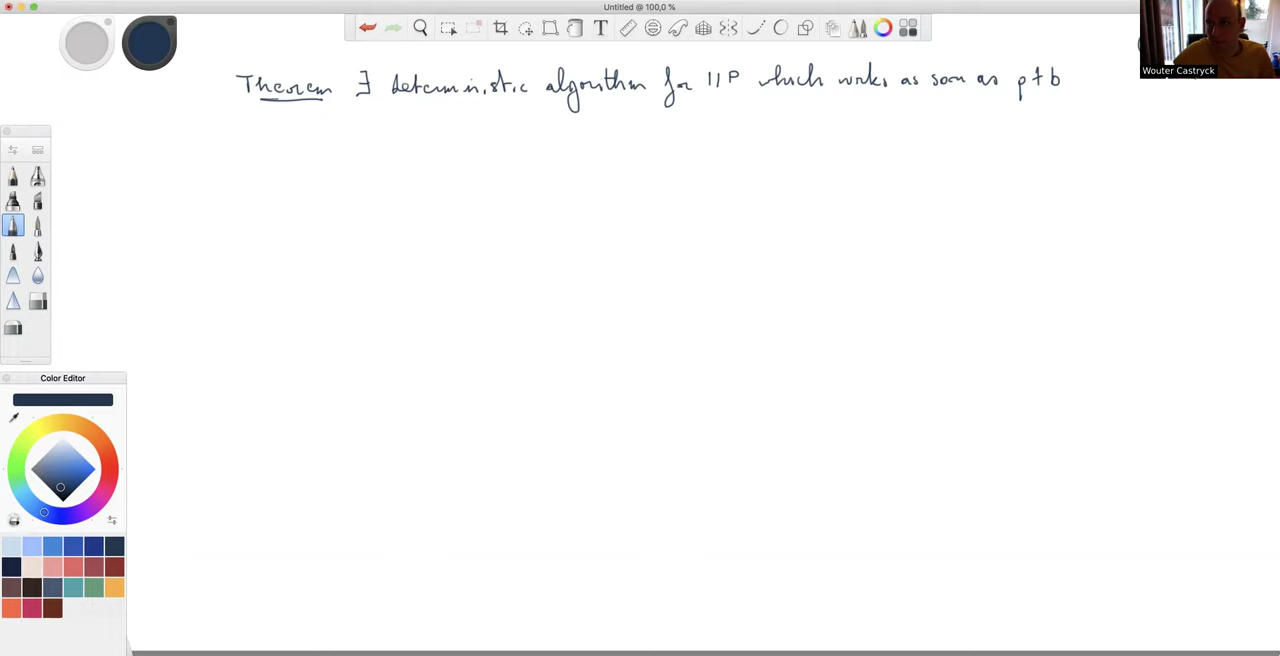 Untitled @ 100,0 %
Theorem ∃ deterministic algorithm for IIP which works as soon as p ∤ b
Wouter Castryck
Color Editor